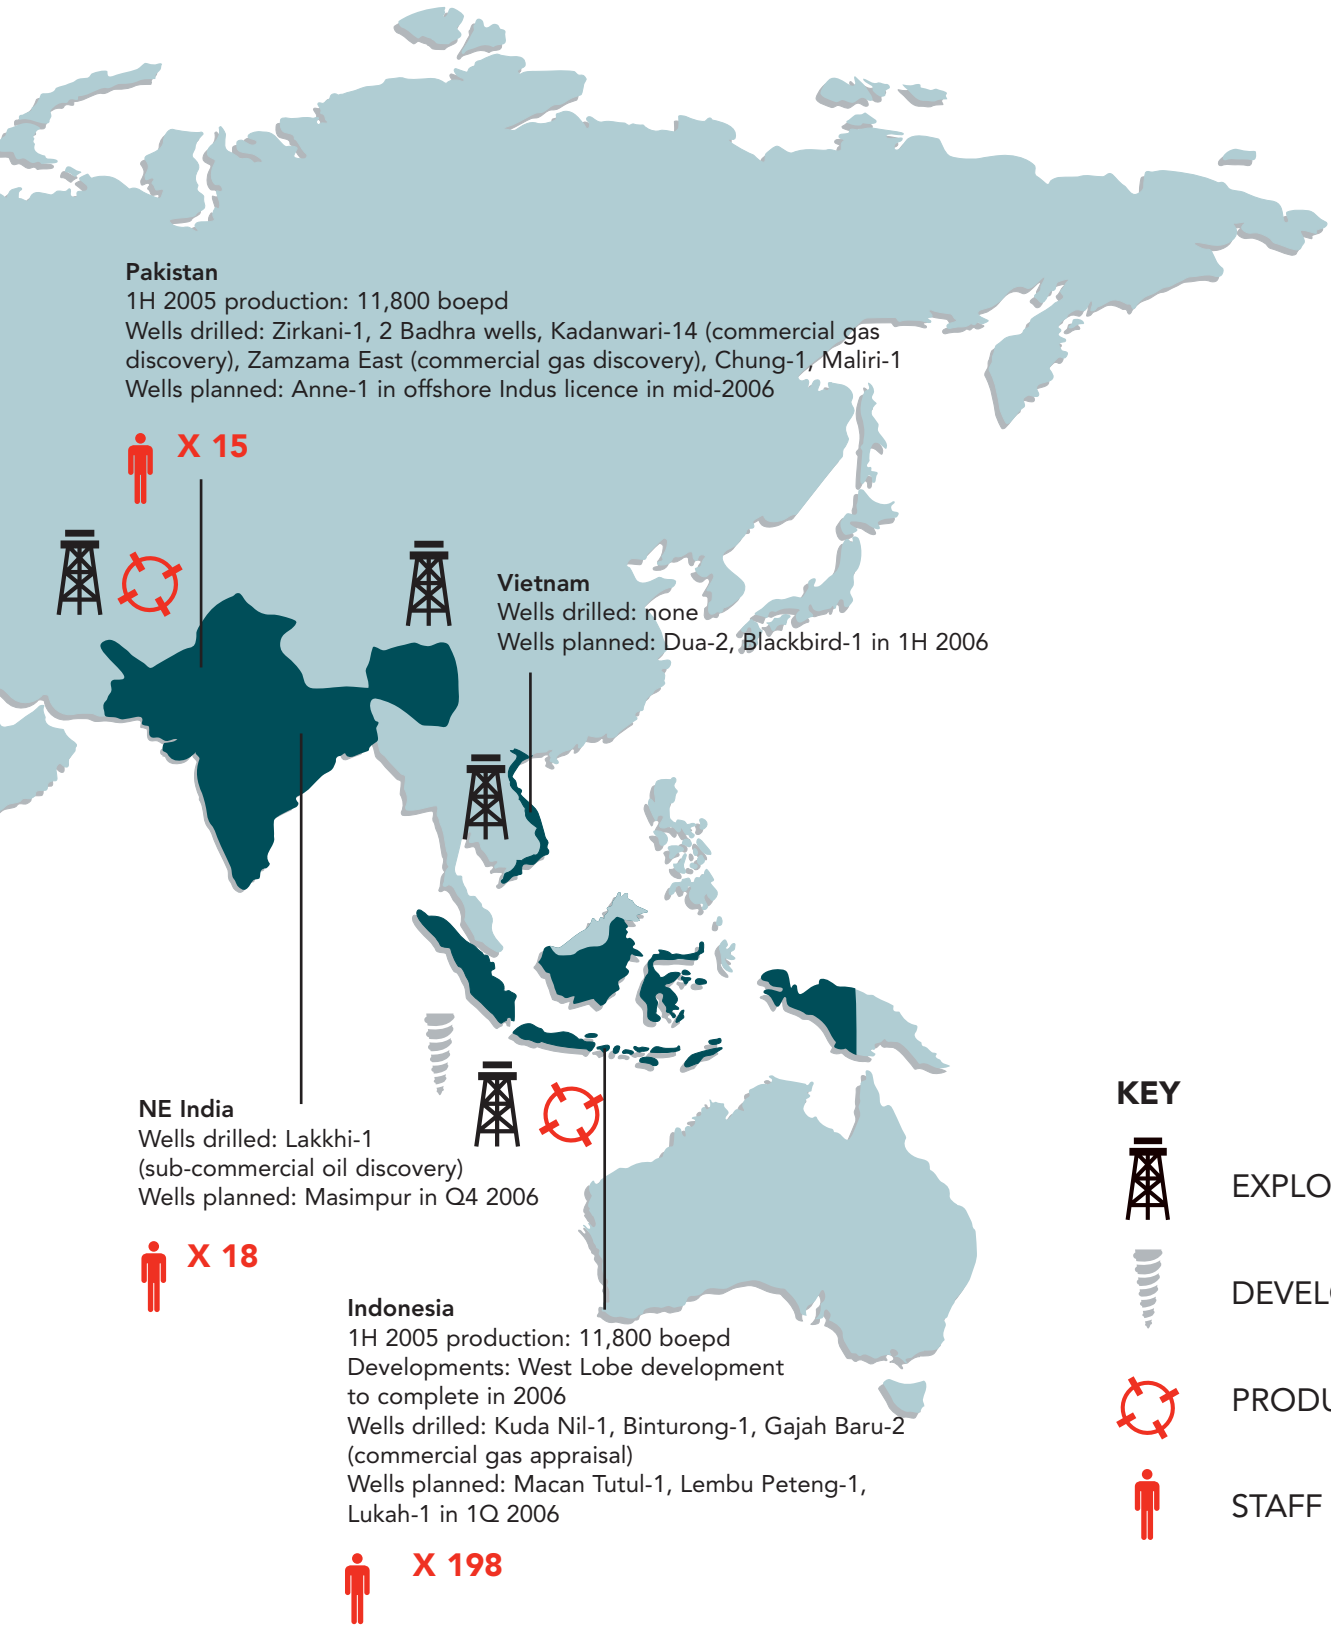 Pakistan
1H 2005 production: 11,800 boepd
Wells drilled: Zirkani-1, 2 Badhra wells, Kadanwari-14 (commercial gas
discovery), Zamzama East (commercial gas discovery), Chung-1, Maliri-1
Wells planned: Anne-1 in offshore Indus licence in mid-2006
X 15
Vietnam
Wells drilled: none
Wells planned: Dua-2, Blackbird-1 in 1H 2006
NE India
Wells drilled: Lakkhi-1
(sub-commercial oil discovery)
Wells planned: Masimpur in Q4 2006
X 18
Indonesia
1H 2005 production: 11,800 boepd
Developments: West Lobe development
to complete in 2006
Wells drilled: Kuda Nil-1, Binturong-1, Gajah Baru-2
(commercial gas appraisal)
Wells planned: Macan Tutul-1, Lembu Peteng-1,
Lukah-1 in 1Q 2006
X 198
KEY
EXPLO
DEVEL
PRODU
STAFF